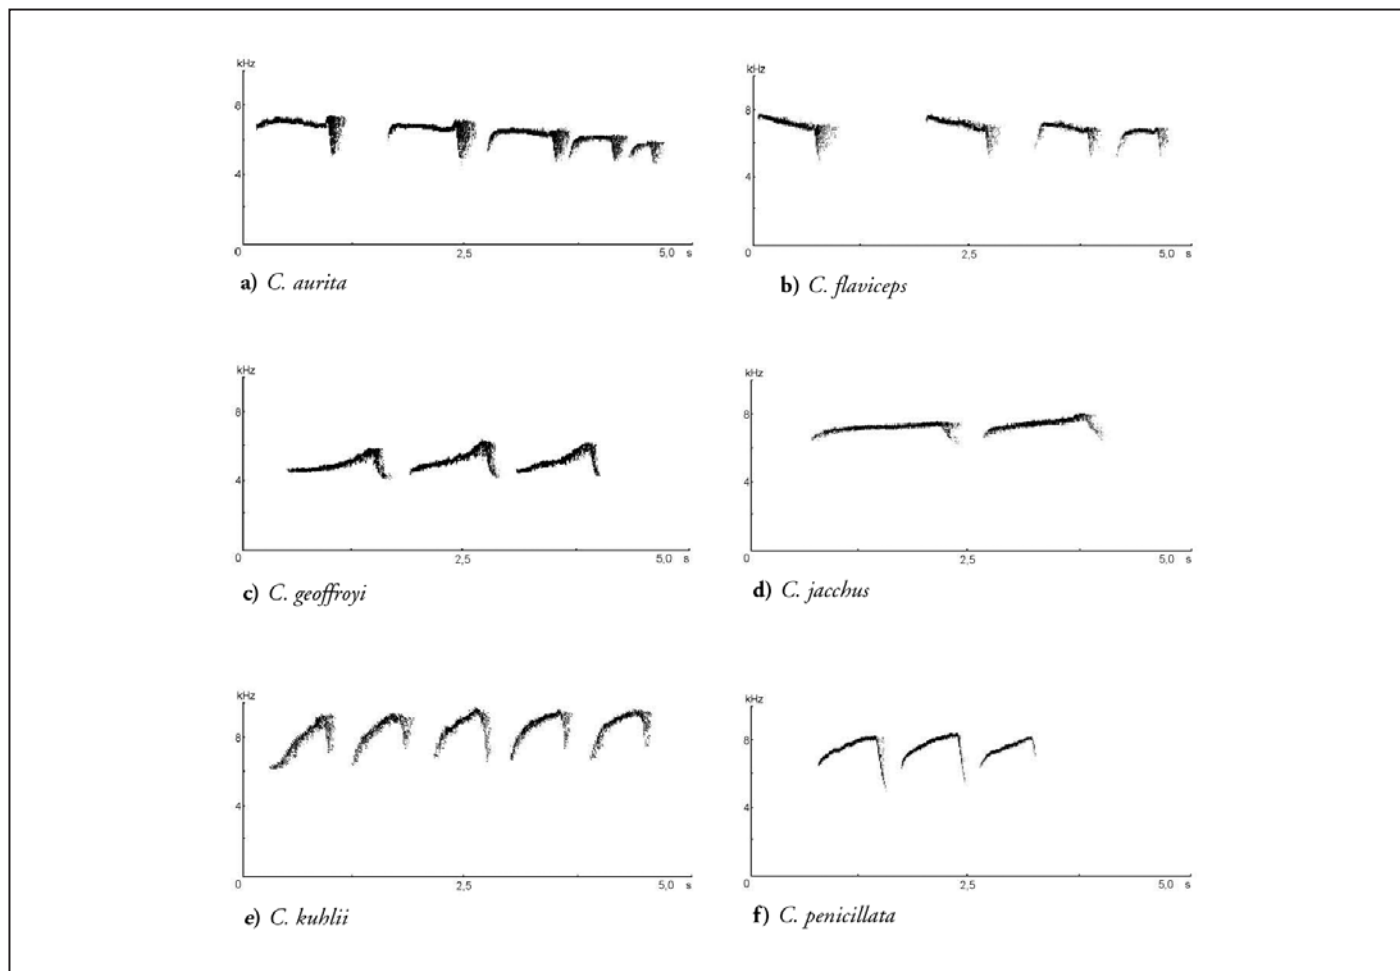 kHz
8
4
0 2,5 5,0 s
a) C. aurita
kHz
8
4
0 2,5 5,0 s
b) C. flaviceps
kHz
8
4
0 2,5 5,0 s
c) C. geoffroyi
kHz
8
4
0 2,5 5,0 s
d) C. jacchus
kHz
8
4
0 2,5 5,0 s
e) C. kuhlii
kHz
8
4
0 2,5 5,0 s
f) C. penicillata